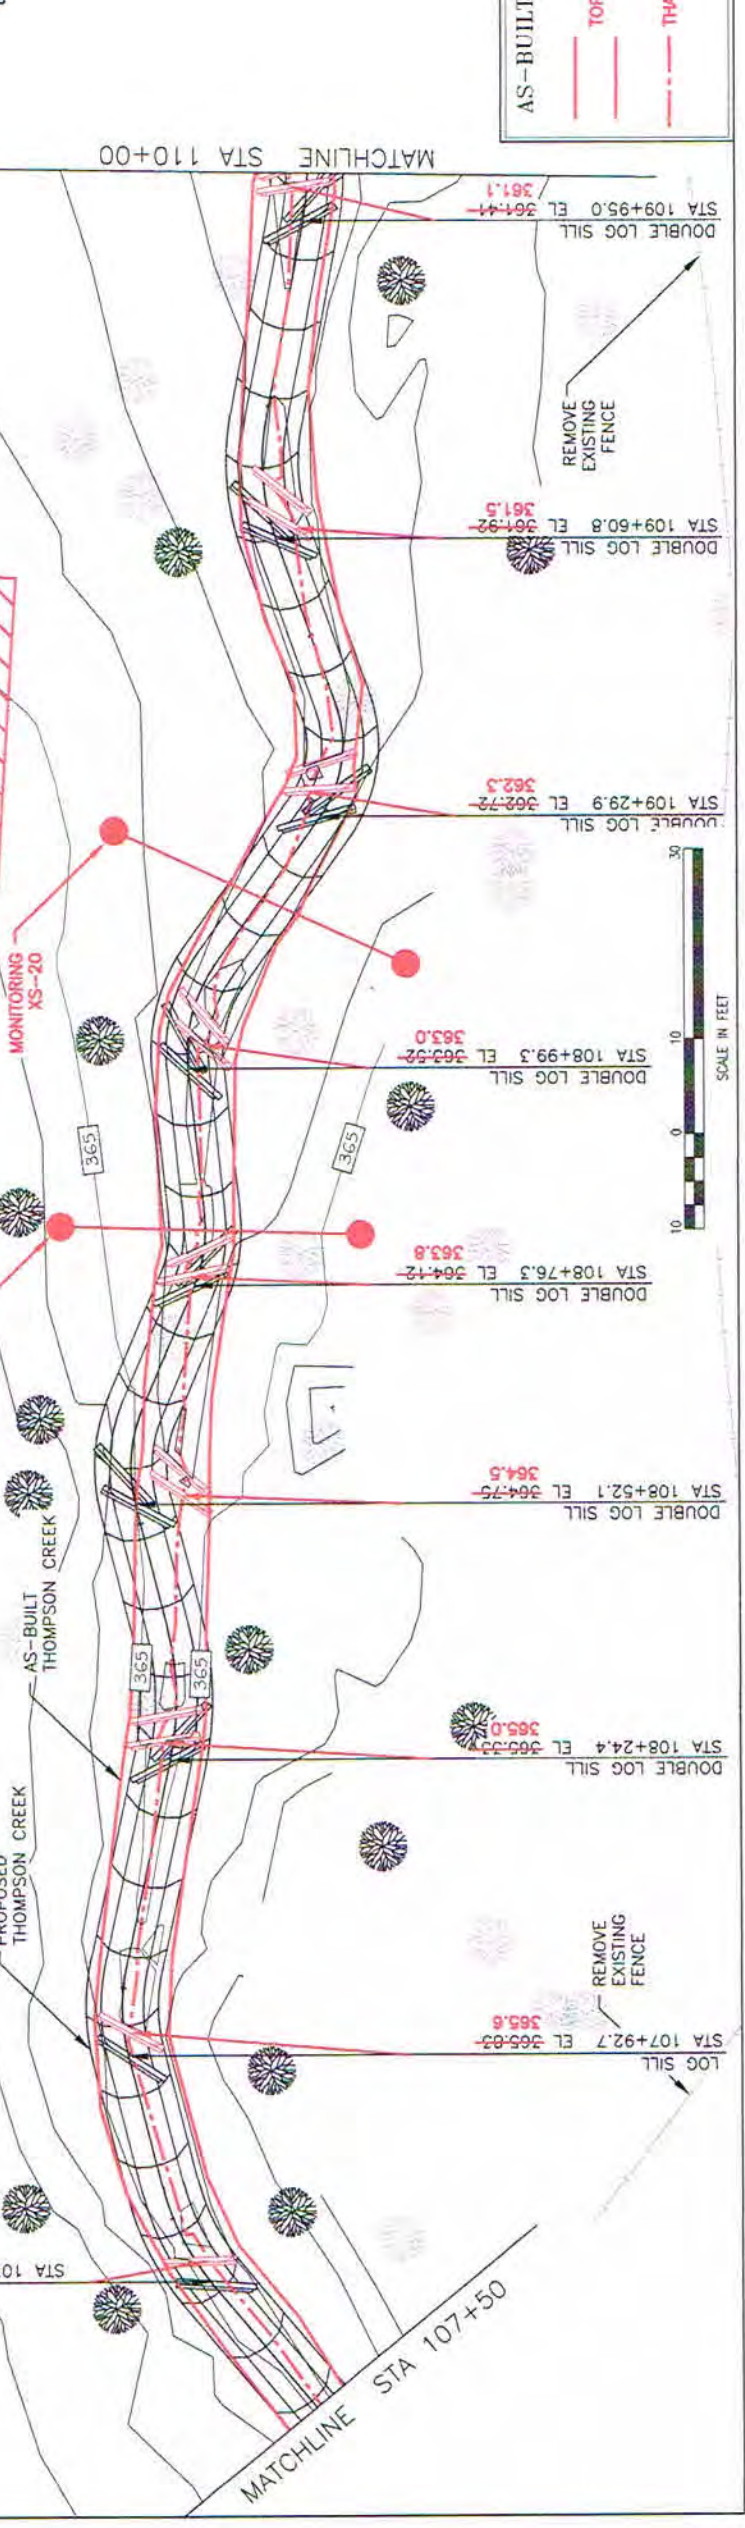 AS-BUILT
MATCHLINE STA 110+00
DOUBLE LOG SILL
STA 109+95.0 EL 361.41
361.1
REMOVE
EXISTING
FENCE
DOUBLE LOG SILL
STA 109+60.8 EL 361.92
361.5
DOUBLE LOG SILL
STA 109+29.9 EL 362.72
362.3
MONITORING
XS-20
DOUBLE LOG SILL
STA 108+99.3 EL 363.52
363.0
30
10
0
10
SCALE IN FEET
365
365
DOUBLE LOG SILL
STA 108+76.3 EL 364.12
363.8
DOUBLE LOG SILL
STA 108+52.1 EL 364.75
364.5
AS-BUILT
THOMPSON CREEK
365
365
DOUBLE LOG SILL
STA 108+24.4 EL 365.33
365.0
PROPOSED
THOMPSON CREEK
REMOVE
EXISTING
FENCE
LOG SILL
STA 107+92.7 EL 365.83
365.6
STA
MATCHLINE STA 107+50